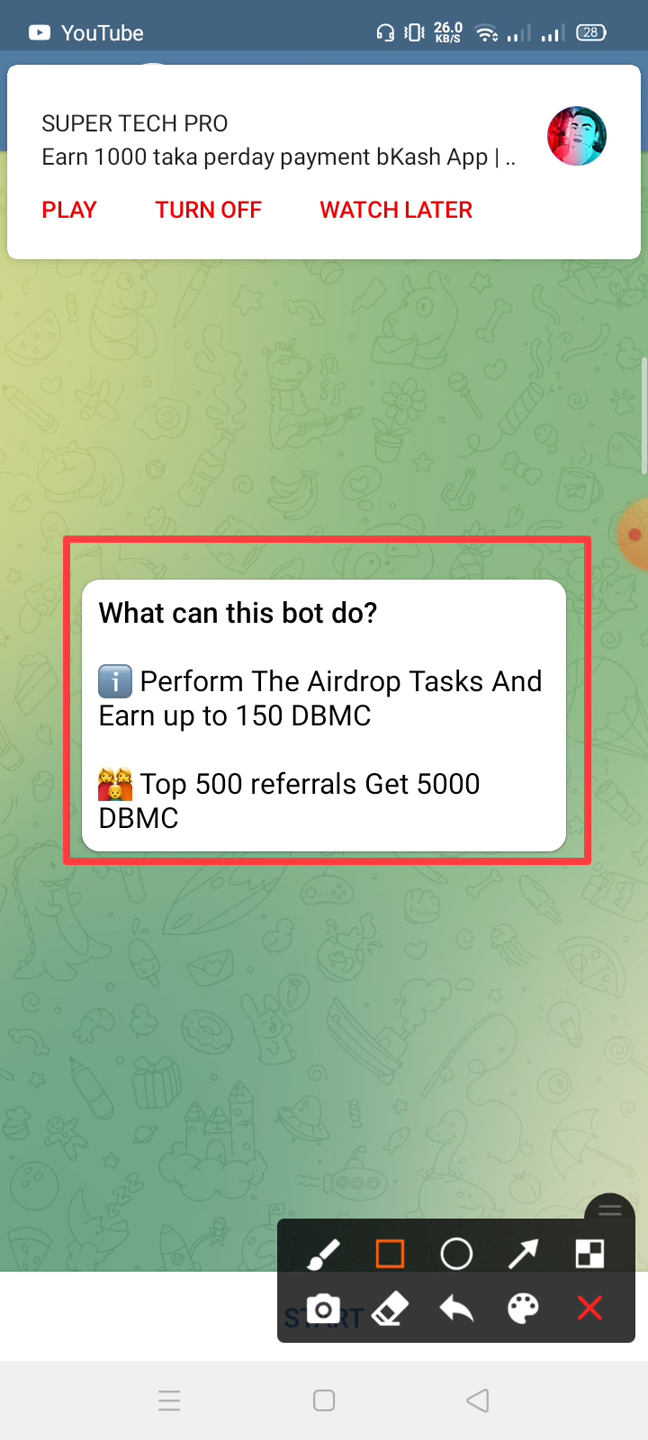 YouTube
26.0
KB/S
28
SUPER TECH PRO
Earn 1000 taka perday payment bKash App | ..
PLAY TURN OFF WATCH LATER
What can this bot do?
ℹ️ Perform The Airdrop Tasks And
Earn up to 150 DBMC
👩‍👩‍👦 Top 500 referrals Get 5000
DBMC
START